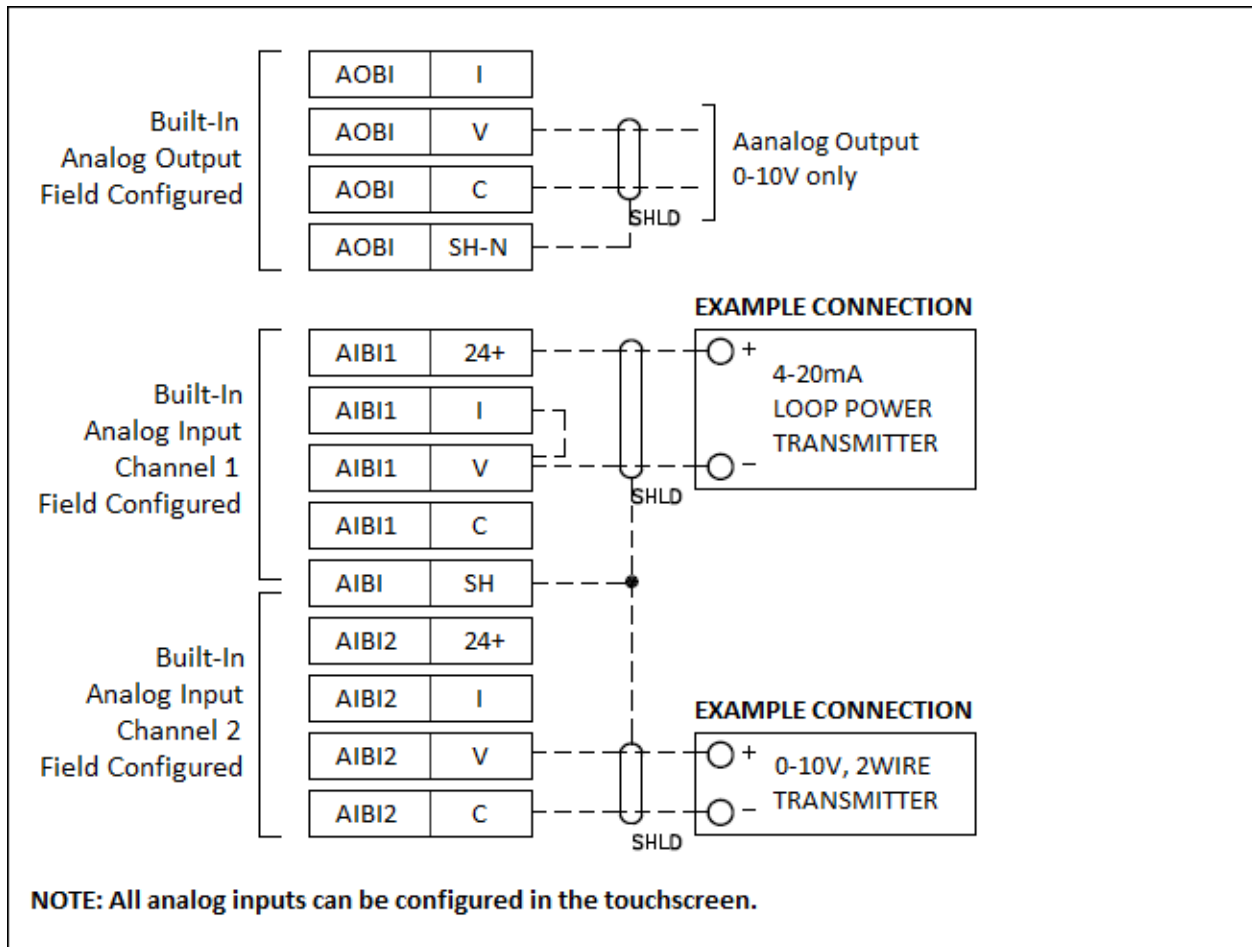 Built-In
Analog Output
Field Configured
AOBI I
AOBI V
AOBI C
AOBI SH-N
SHLD
Aanalog Output
0-10V only
Built-In
Analog Input
Channel 1
Field Configured
AIBI1 24+
AIBI1 I
AIBI1 V
AIBI1 C
AIBI SH
SHLD
EXAMPLE CONNECTION
+
4-20mA
LOOP POWER
TRANSMITTER
–
Built-In
Analog Input
Channel 2
Field Configured
AIBI2 24+
AIBI2 I
AIBI2 V
AIBI2 C
SHLD
EXAMPLE CONNECTION
+
0-10V, 2WIRE
TRANSMITTER
–
NOTE: All analog inputs can be configured in the touchscreen.